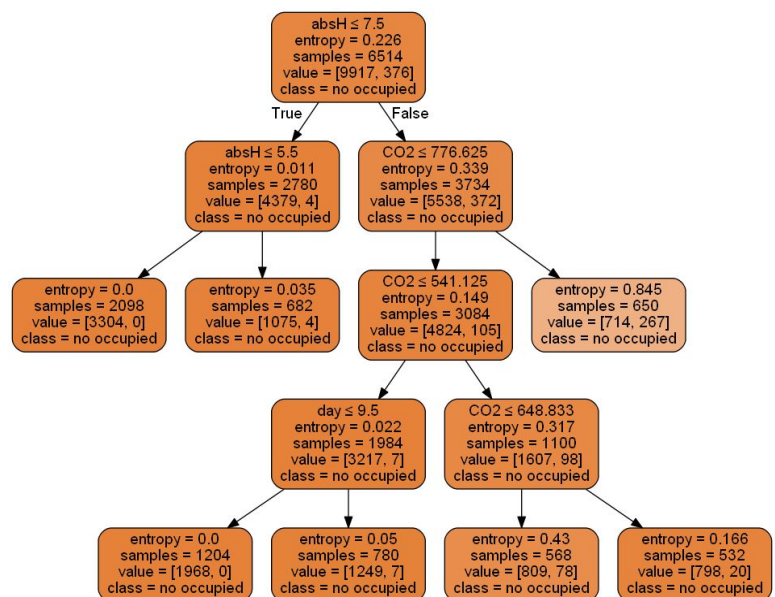 absH ≤ 7.5
entropy = 0.226
samples = 6514
value = [9917, 376]
class = no occupied
True
False
absH ≤ 5.5
entropy = 0.011
samples = 2780
value = [4379, 4]
class = no occupied
CO2 ≤ 776.625
entropy = 0.339
samples = 3734
value = [5538, 372]
class = no occupied
entropy = 0.0
samples = 2098
value = [3304, 0]
class = no occupied
entropy = 0.035
samples = 682
value = [1075, 4]
class = no occupied
CO2 ≤ 541.125
entropy = 0.149
samples = 3084
value = [4824, 105]
class = no occupied
entropy = 0.845
samples = 650
value = [714, 267]
class = no occupied
day ≤ 9.5
entropy = 0.022
samples = 1984
value = [3217, 7]
class = no occupied
CO2 ≤ 648.833
entropy = 0.317
samples = 1100
value = [1607, 98]
class = no occupied
entropy = 0.0
samples = 1204
value = [1968, 0]
class = no occupied
entropy = 0.05
samples = 780
value = [1249, 7]
class = no occupied
entropy = 0.43
samples = 568
value = [809, 78]
class = no occupied
entropy = 0.166
samples = 532
value = [798, 20]
class = no occupied